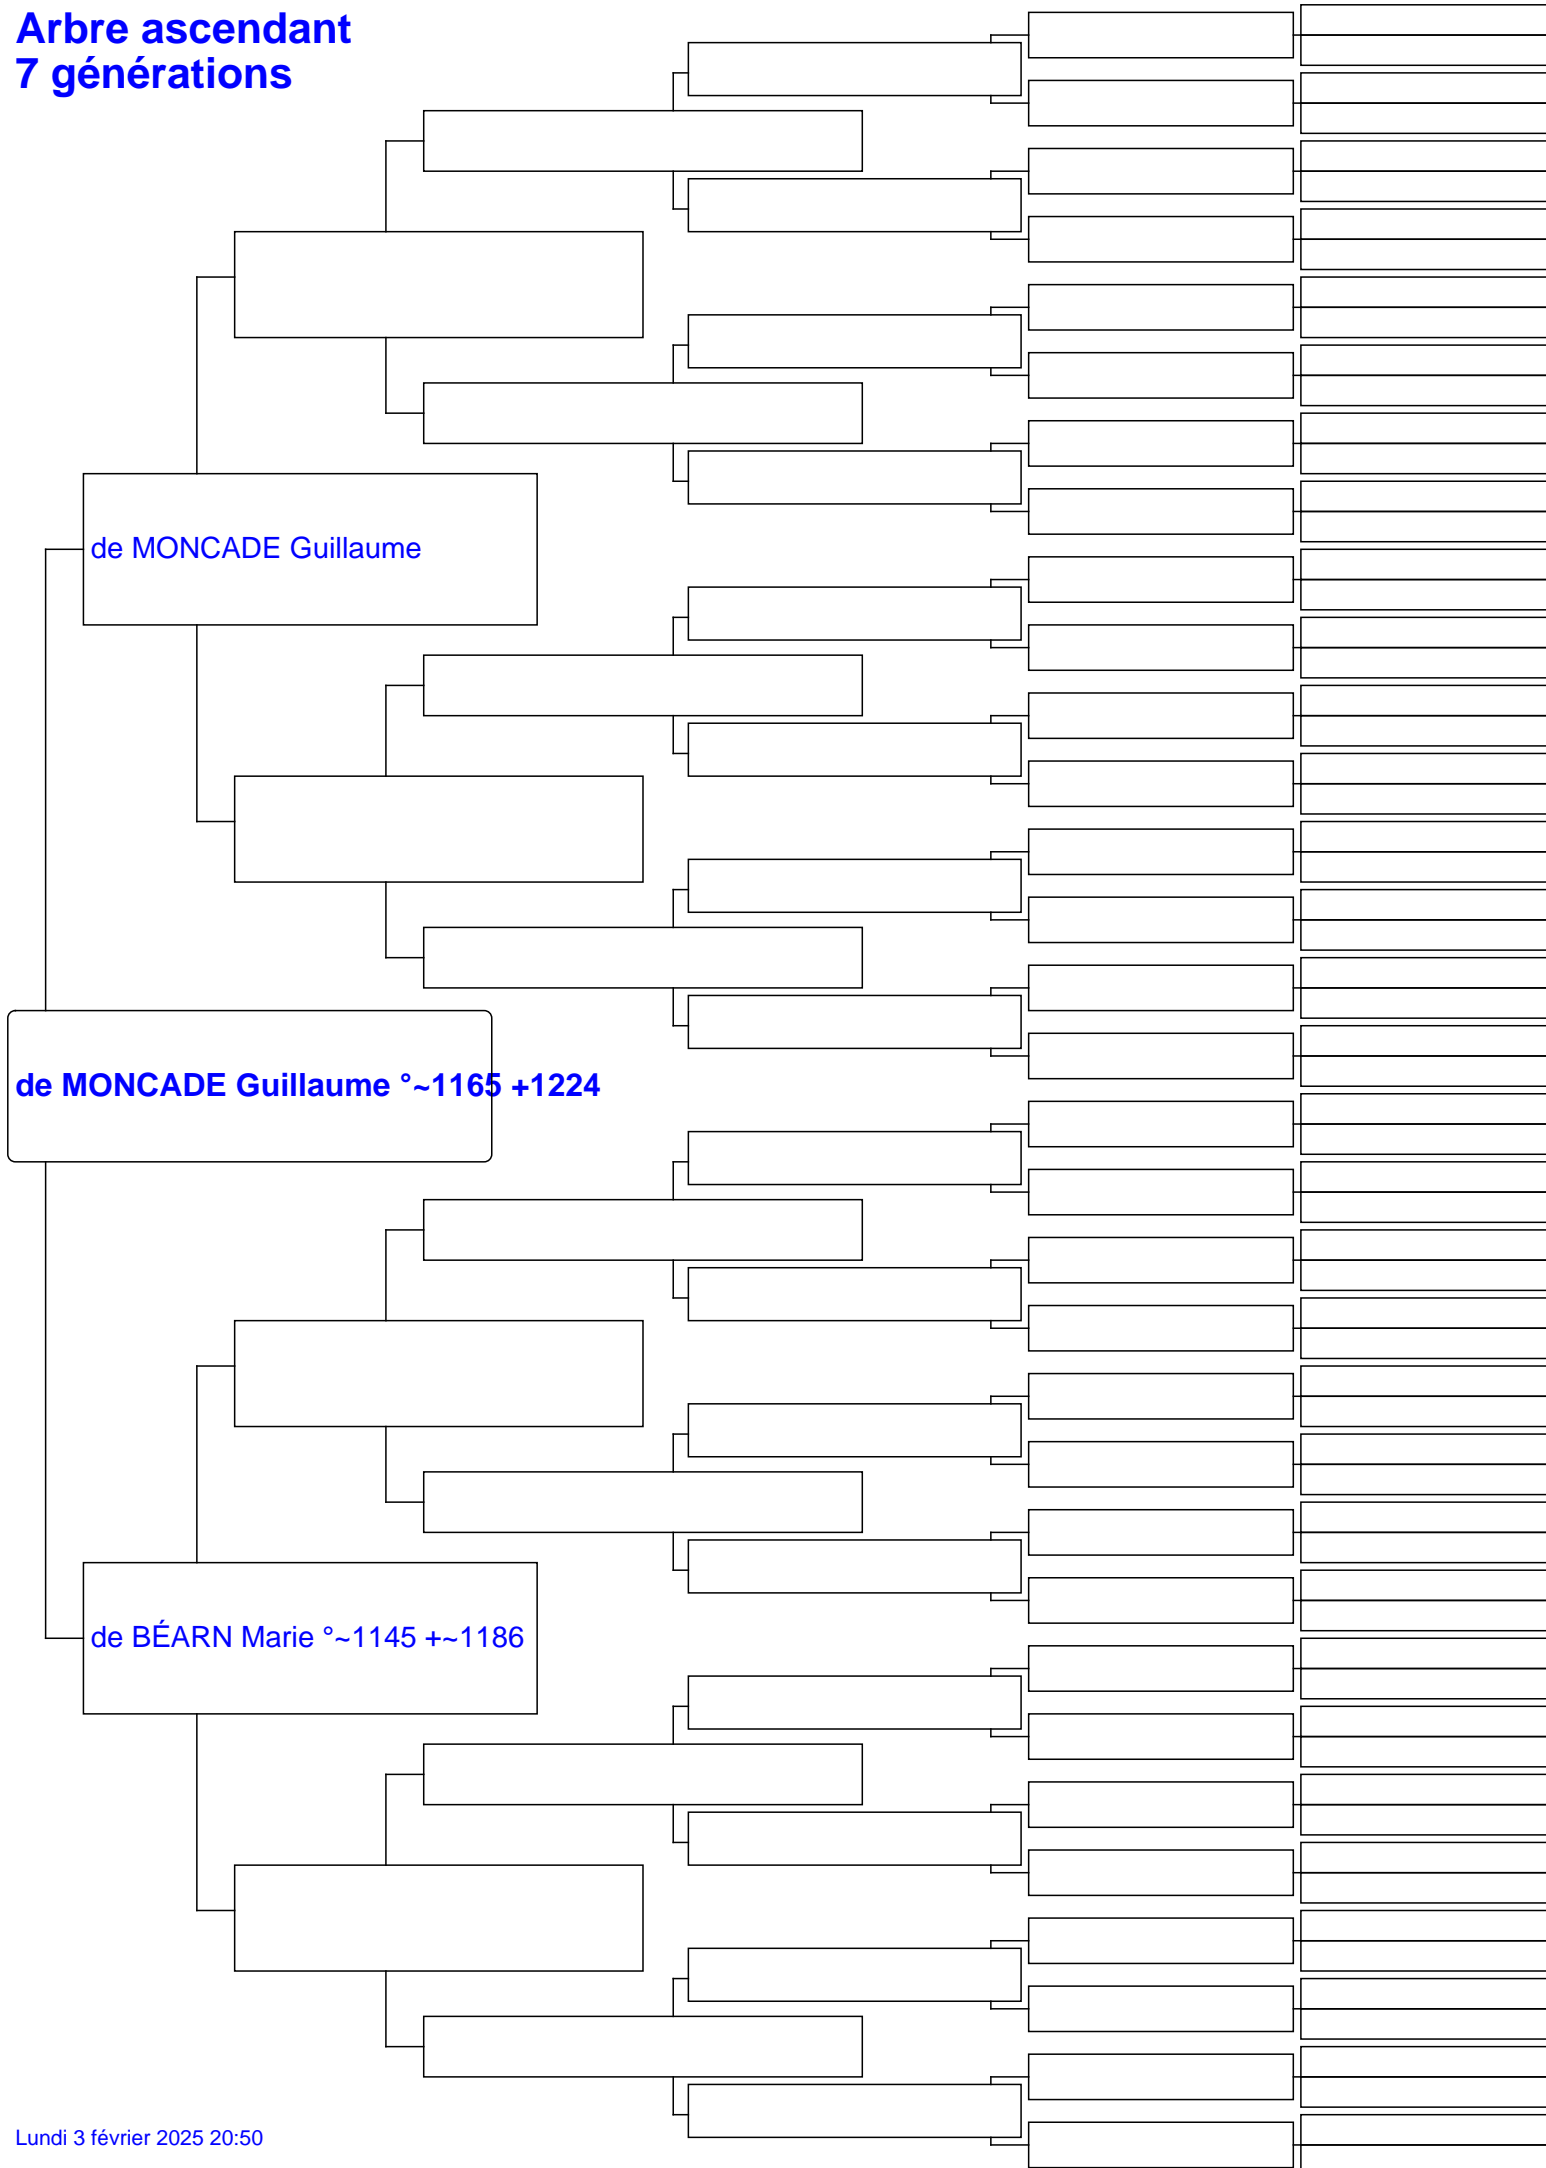 Arbre ascendant
7 générations
de MONCADE Guillaume
de MONCADE Guillaume °~1165 +1224
de BÉARN Marie °~1145 +~1186
Lundi 3 février 2025 20:50